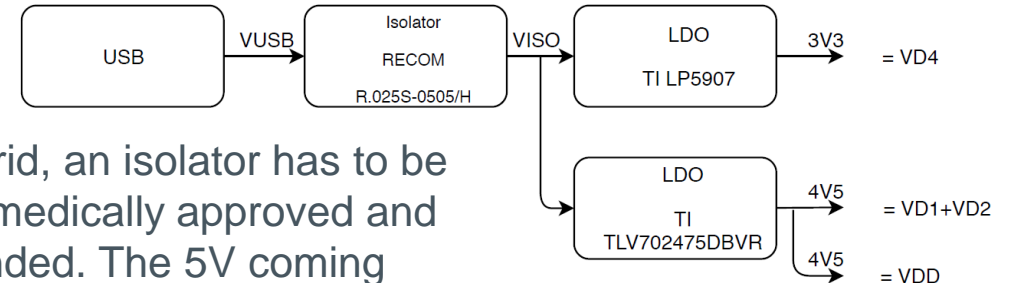 USB
VUSB
Isolator
RECOM
R.025S-0505/H
VISO
LDO
TI LP5907
3V3
= VD4
rid, an isolator has to be
medically approved and
nded. The 5V coming
LDO
TI
TLV702475DBVR
4V5
= VD1+VD2
4V5
= VDD